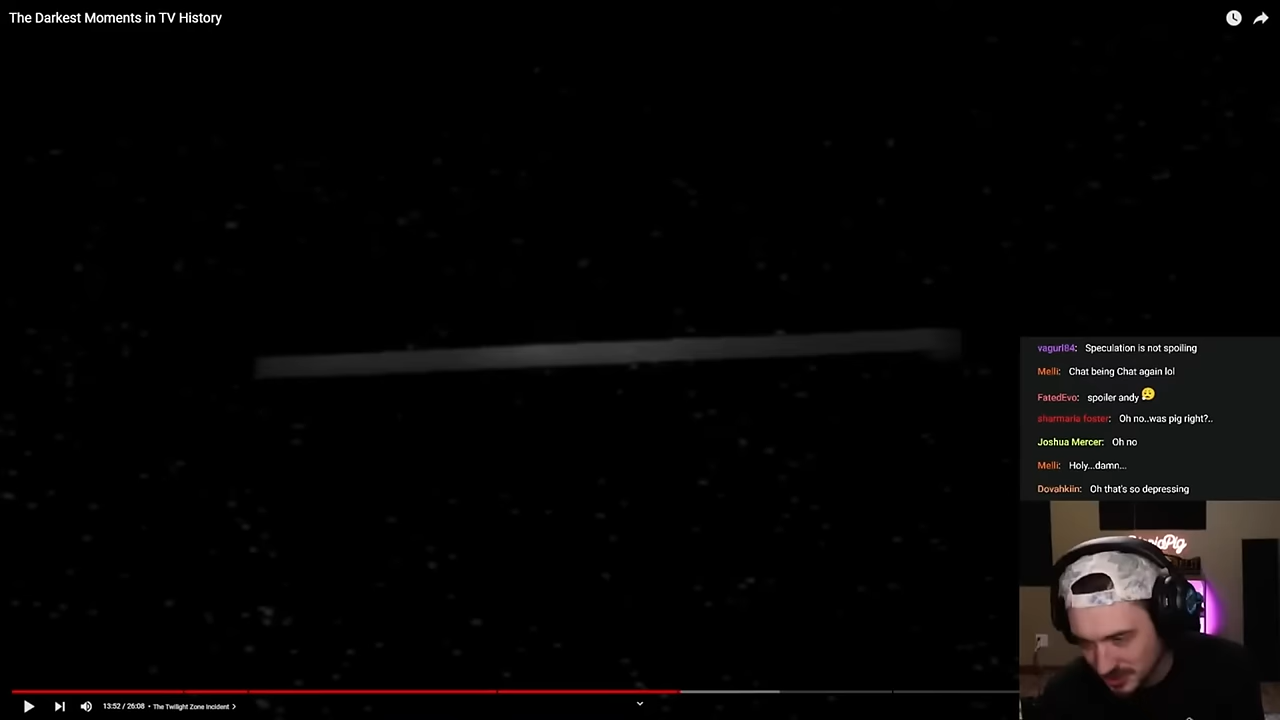 The Darkest Moments in TV History
vagurl84: Speculation is not spoiling
Melli: Chat being Chat again lol
FatedEvo: spoiler andy
sharmaria foster: Oh no..was pig right?..
Joshua Mercer: Oh no
Melli: Holy...damn...
Dovahkiin: Oh that's so depressing
13:52 / 26:08 • The Twilight Zone Incident >